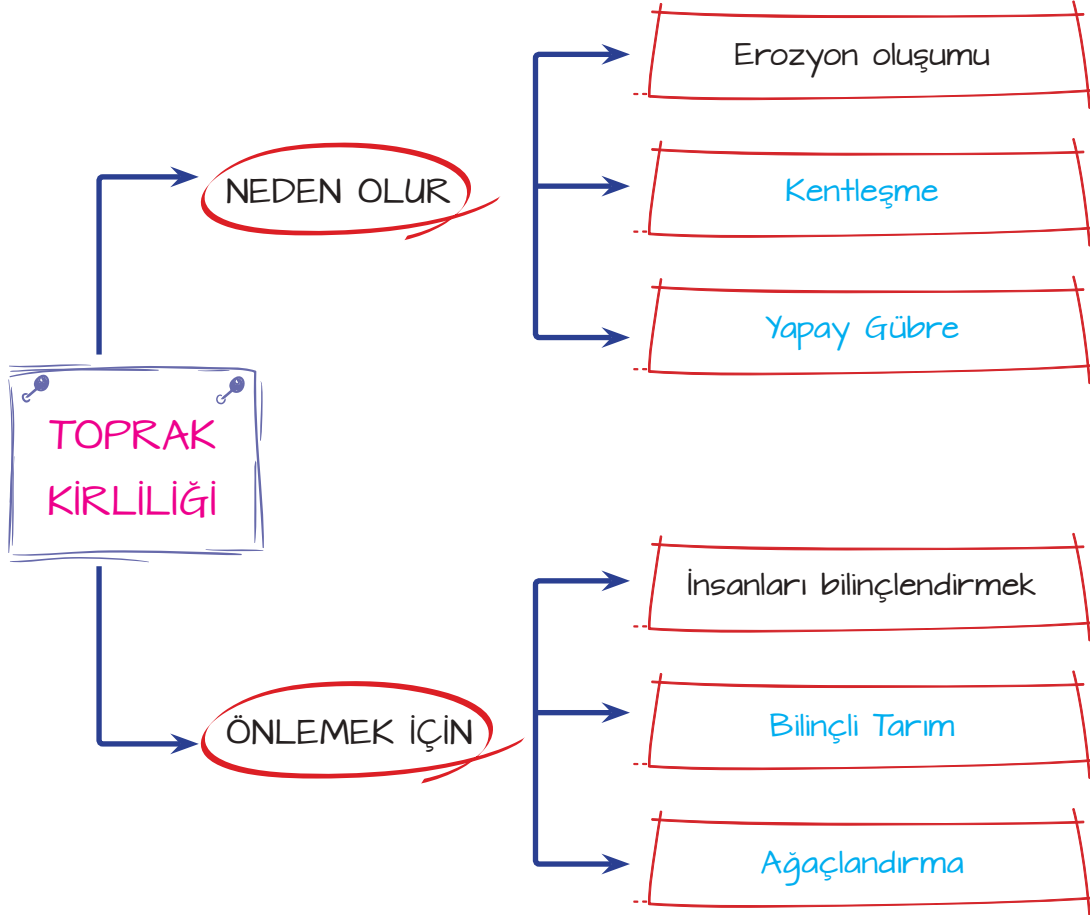 TOPRAK
KİRLİLİĞİ
NEDEN OLUR
Erozyon oluşumu
Kentleşme
Yapay Gübre
ÖNLEMEK İÇİN
İnsanları bilinçlendirmek
Bilinçli Tarım
Ağaçlandırma